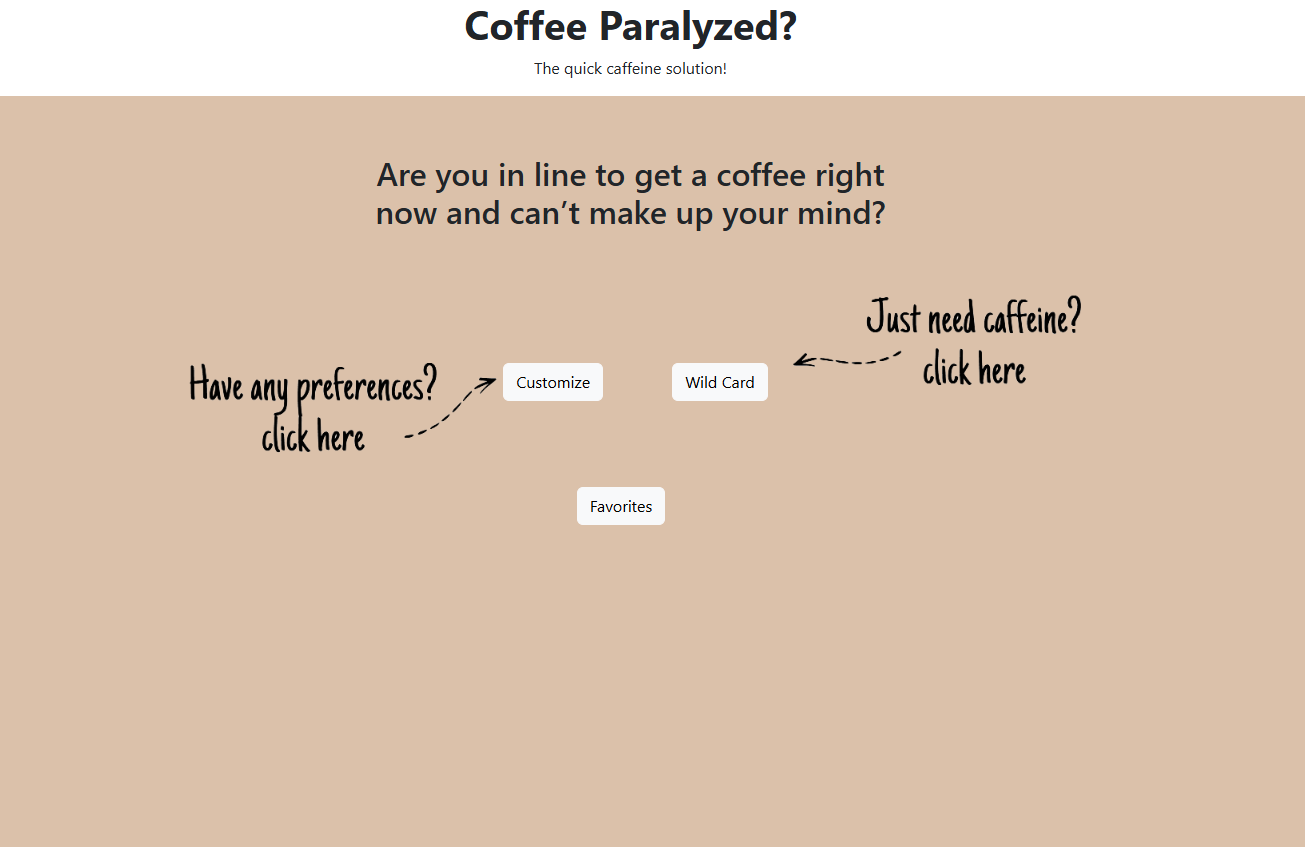 Coffee Paralyzed?
The quick caffeine solution!
Are you in line to get a coffee right
now and can’t make up your mind?
Just need caffeine?
click here
Have any preferences?
click here
Customize
Wild Card
Favorites